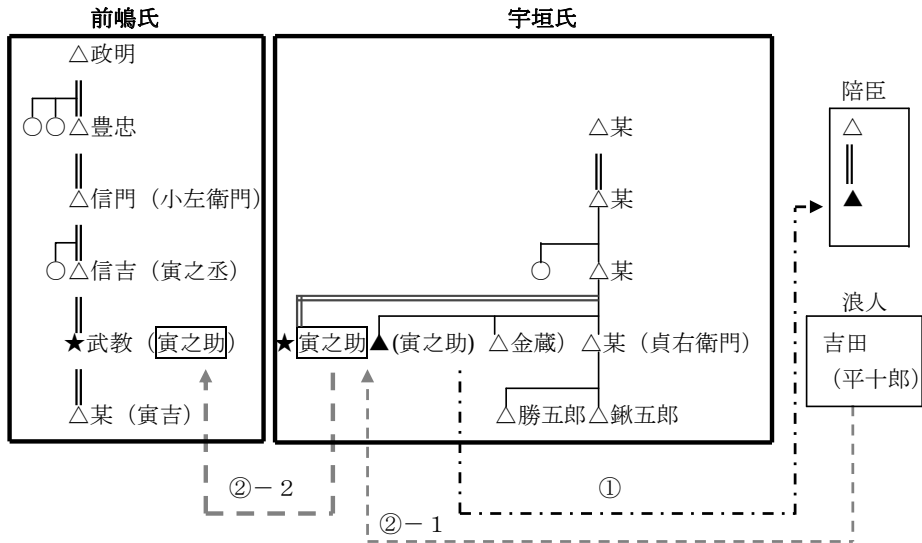 前嶋氏
宇垣氏
△政明
○○△豊忠
△信門（小左衛門）
○△信吉（寅之丞）
★武教（寅之助）
△某（寅吉）
△某
△某
○ △某
★寅之助 ▲(寅之助) △金蔵） △某（貞右衛門）
△勝五郎△鍬五郎
陪臣
△
▲
浪人
吉田
（平十郎）
②－２
①
②－１